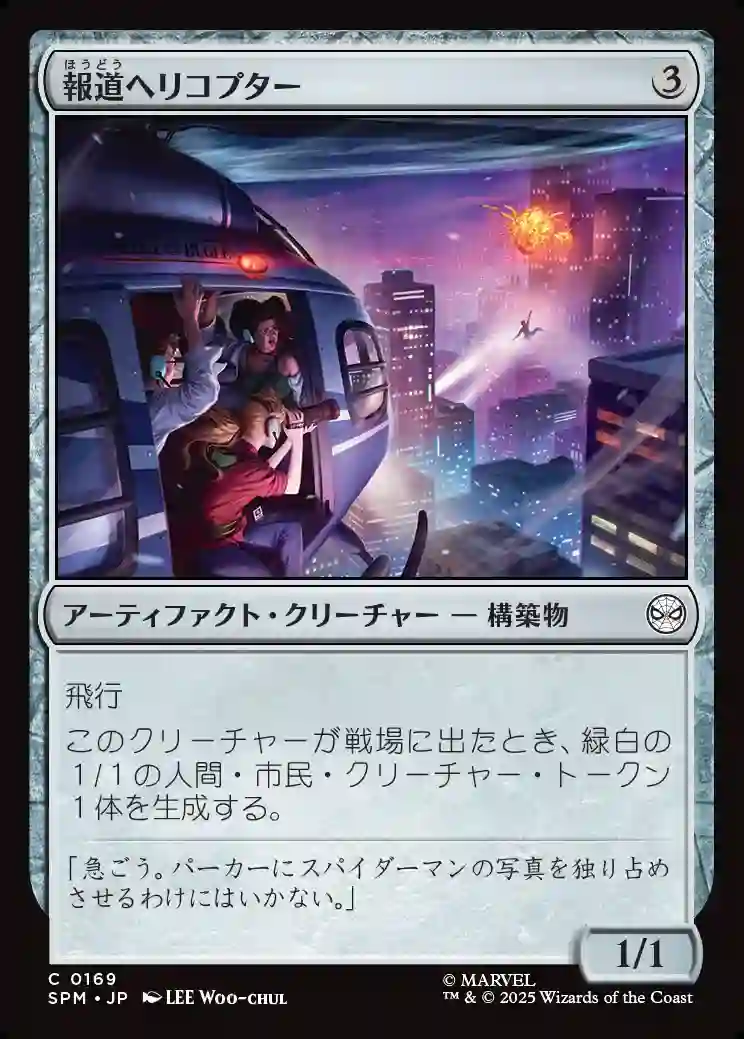 ほうどう
報道ヘリコプター
3
アーティファクト・クリーチャー — 構築物
飛行
このクリーチャーが戦場に出たとき、緑白の
1/1の人間・市民・クリーチャー・トークン
1体を生成する。
「急ごう。パーカーにスパイダーマンの写真を独り占め
させるわけにはいかない。」
1/1
C 0169
SPM • JP LEE WOO-CHUL
© MARVEL
™ & © 2025 Wizards of the Coast